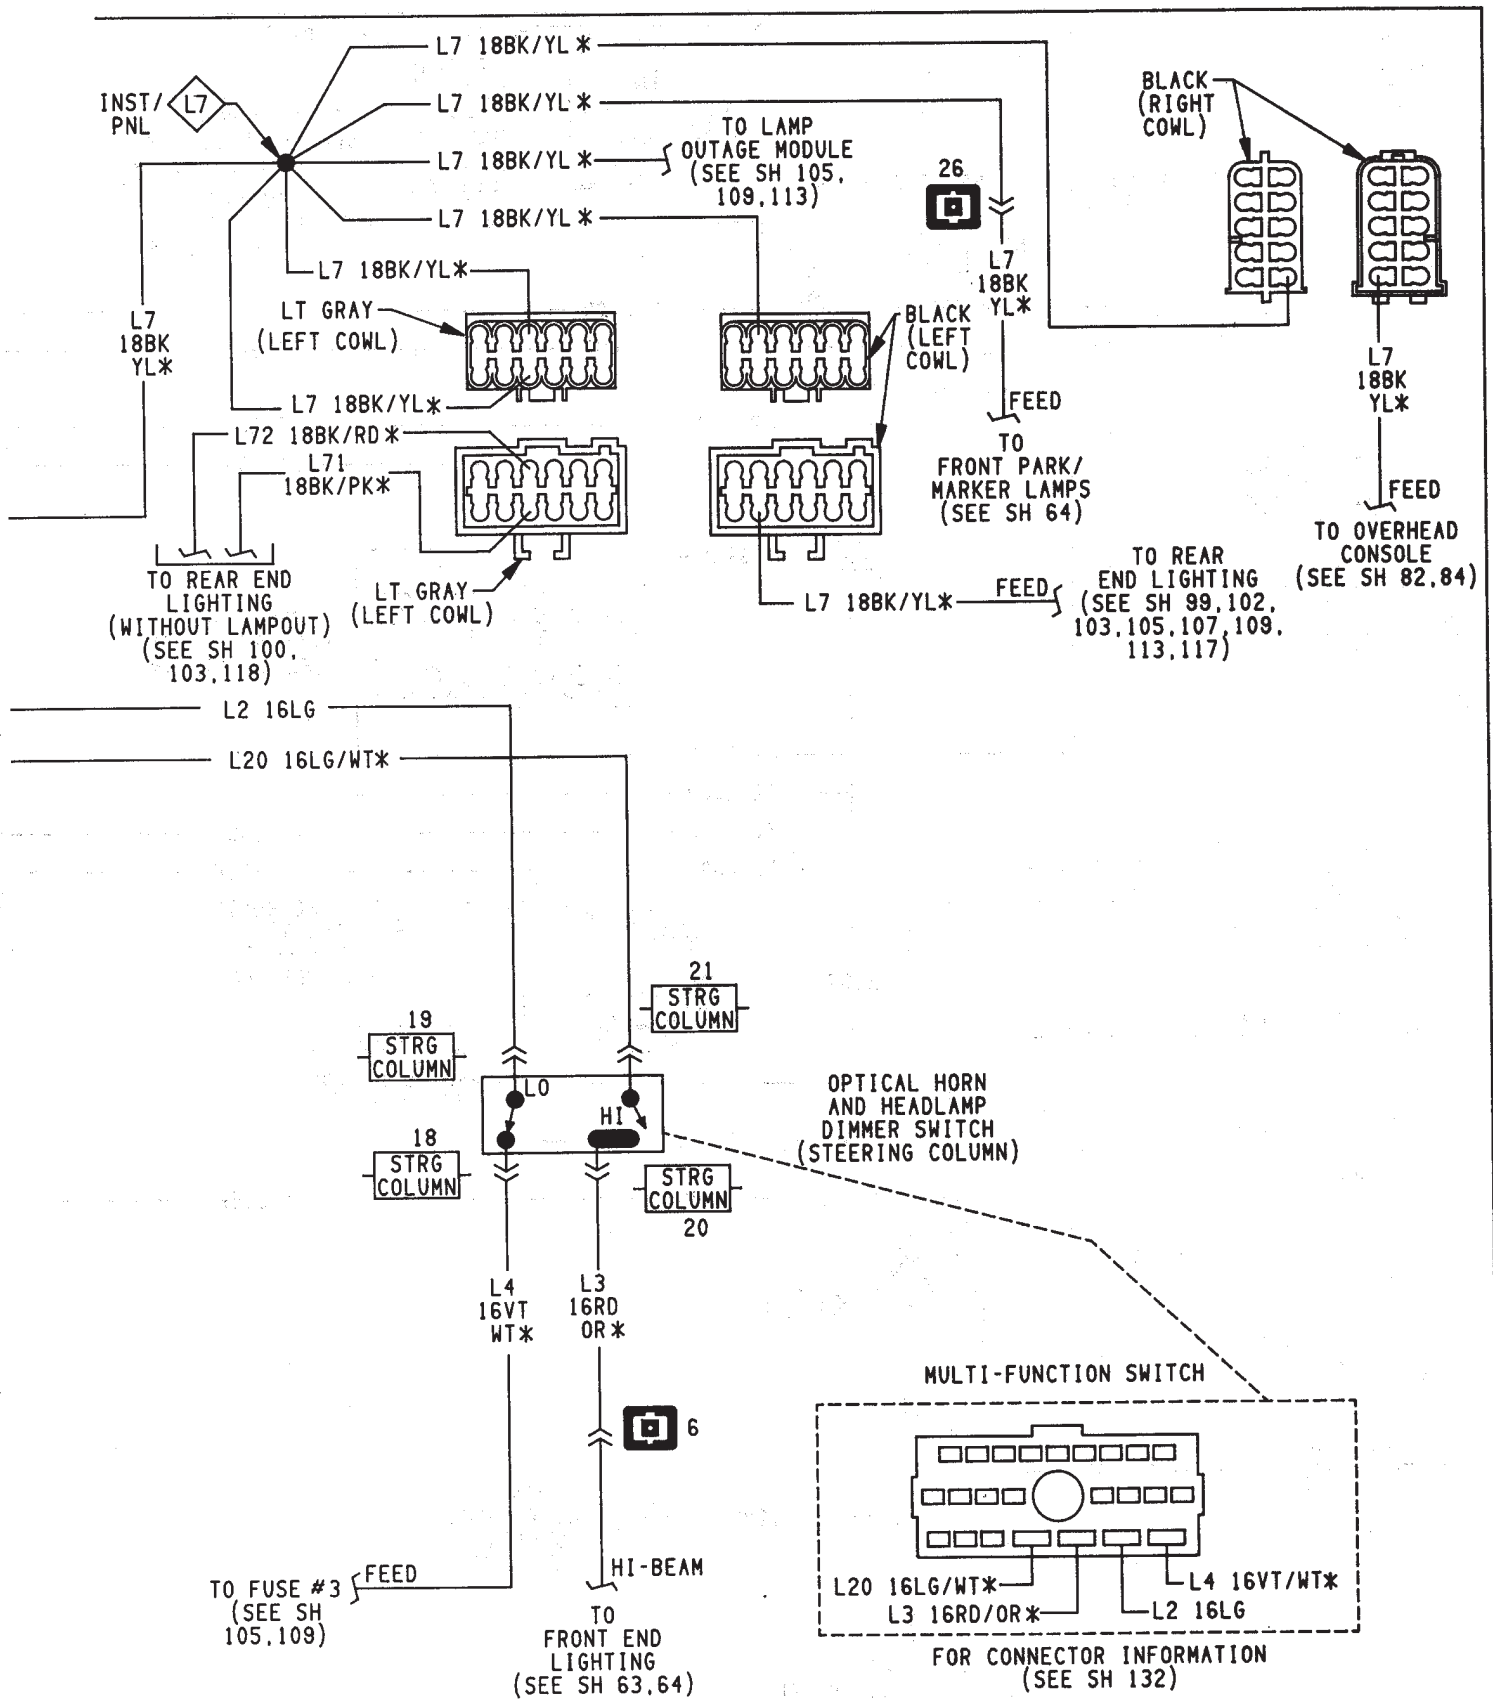 L7 18BK/YL*
INST/
PNL
L7
L7 18BK/YL*
L7 18BK/YL*
TO LAMP
OUTAGE MODULE
(SEE SH 105,
109,113)
L7 18BK/YL*
BLACK
(RIGHT
COWL)
26
L7 18BK/YL*
L7
18BK
YL*
LT GRAY
(LEFT COWL)
BLACK
(LEFT
COWL)
L7
18BK
YL*
L7
18BK
YL*
L7 18BK/YL*
L72 18BK/RD*
L71
18BK/PK*
FEED
TO
FRONT PARK/
MARKER LAMPS
(SEE SH 64)
FEED
TO OVERHEAD
CONSOLE
(SEE SH 82,84)
TO REAR END
LIGHTING
(WITHOUT LAMPOUT)
(SEE SH 100,
103,118)
LT GRAY
(LEFT COWL)
L7 18BK/YL*
FEED
TO REAR
END LIGHTING
(SEE SH 99,102,
103,105,107,109,
113,117)
L2 16LG
L20 16LG/WT*
21
STRG
COLUMN
19
STRG
COLUMN
LO
HI
18
STRG
COLUMN
STRG
COLUMN
20
OPTICAL HORN
AND HEADLAMP
DIMMER SWITCH
(STEERING COLUMN)
L4
16VT
WT*
L3
16RD
OR*
6
MULTI-FUNCTION SWITCH
L20 16LG/WT*
L3 16RD/OR*
L4 16VT/WT*
L2 16LG
FOR CONNECTOR INFORMATION
(SEE SH 132)
FEED
TO FUSE #3
(SEE SH
105,109)
HI-BEAM
TO
FRONT END
LIGHTING
(SEE SH 63,64)